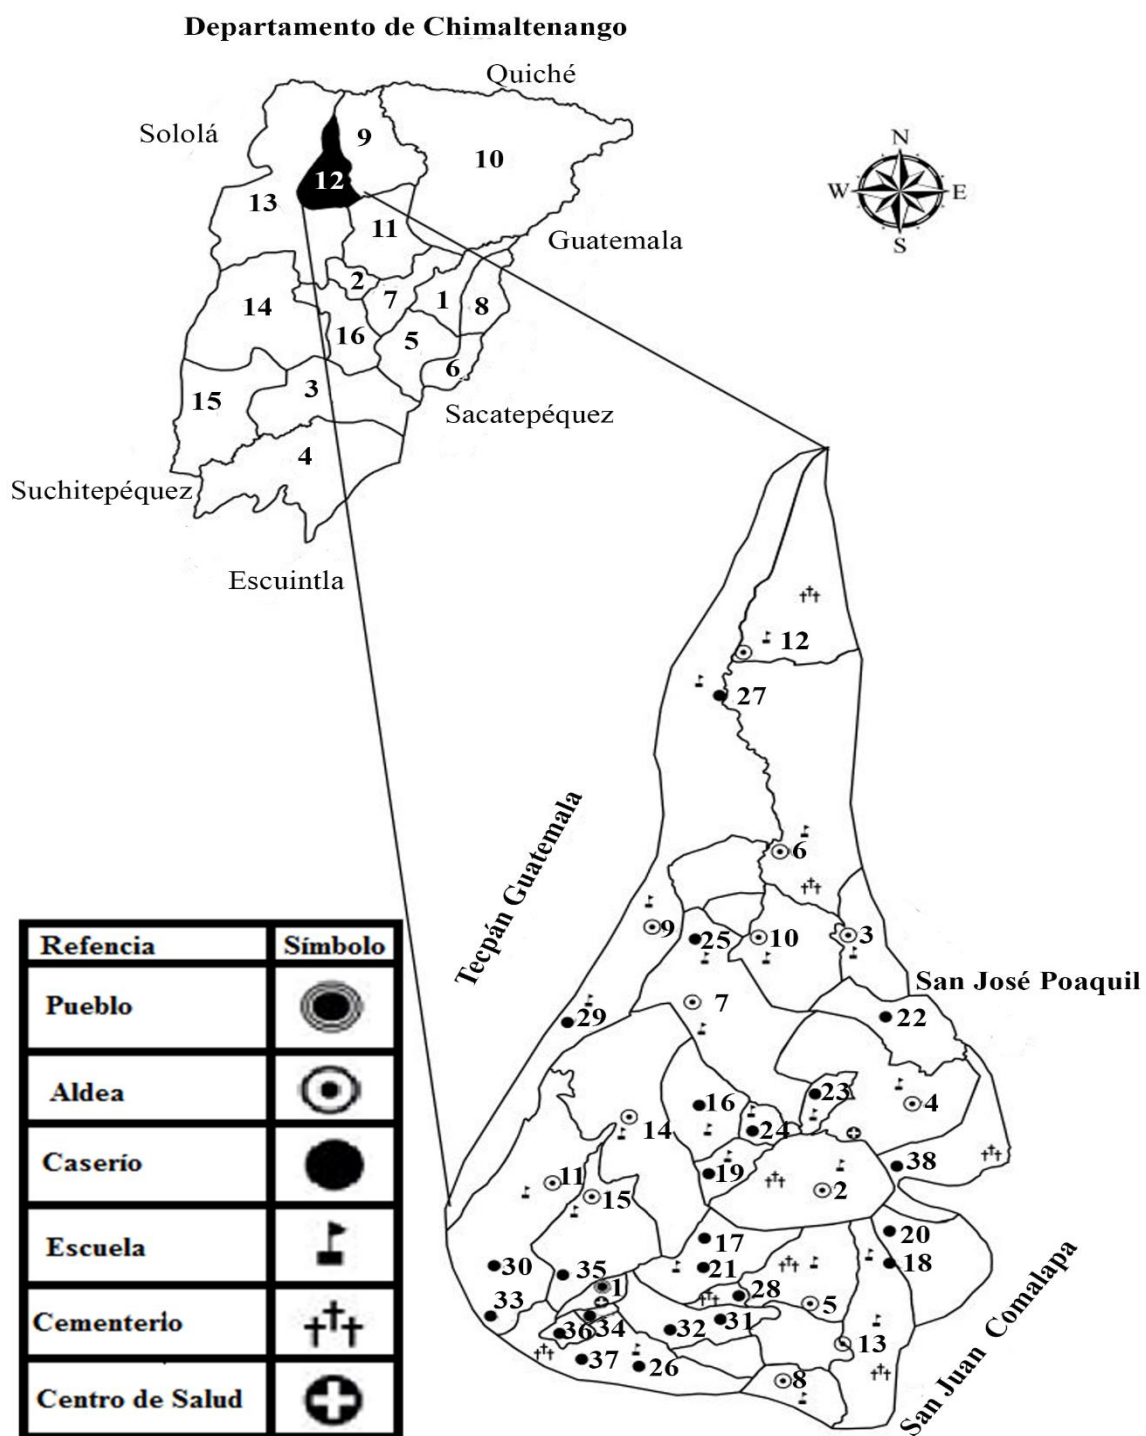 Departamento de Chimaltenango
Quiché
Sololá
9
10
12
13
11
Guatemala
2
7
1
8
14
16
5
6
3
15
Sacatepéquez
4
Suchitepéquez
Escuintla
N
W E
S
12
27
6
Tecpán Guatemala
9
25
10
3
San José Poaquil
7
29
22
23
16
4
14
24
38
19
11
2
15
20
17
18
30
35
21
1
28
5
33
34
31
36
32
13
37
26
8
San Juan Comalapa
Refencia Símbolo
Pueblo
Aldea
Caserío
Escuela
Cementerio
Centro de Salud